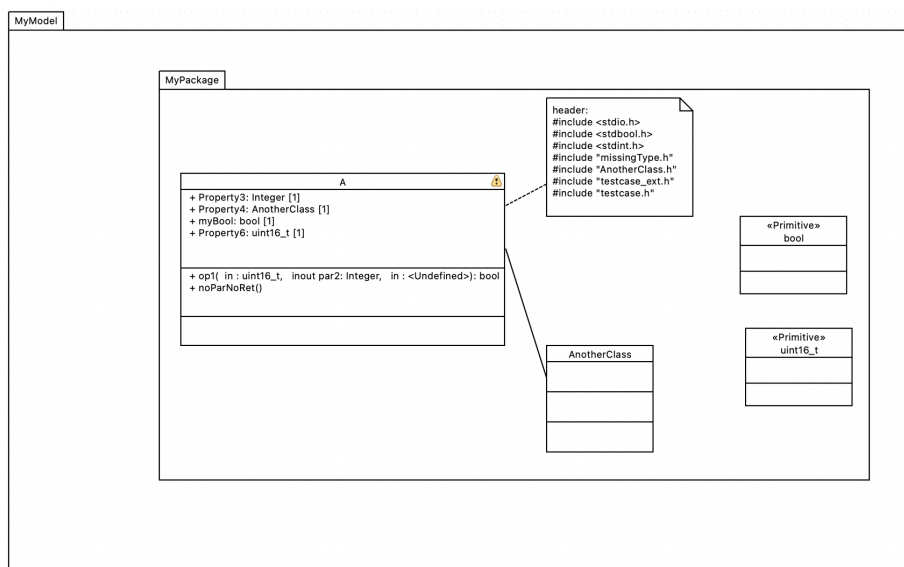 MyModel
MyPackage
header:
#include <stdio.h>
#include <stdbool.h>
#include <stdint.h>
#include "missingType.h"
#include "AnotherClass.h"
#include "testcase_ext.h"
#include "testcase.h"
A
+ Property3: Integer [1]
+ Property4: AnotherClass [1]
+ myBool: bool [1]
+ Property6: uint16_t [1]
+ op1( in : uint16_t, inout par2: Integer, in : <Undefined>): bool
+ noParNoRet()
«Primitive»
bool
«Primitive»
uint16_t
AnotherClass